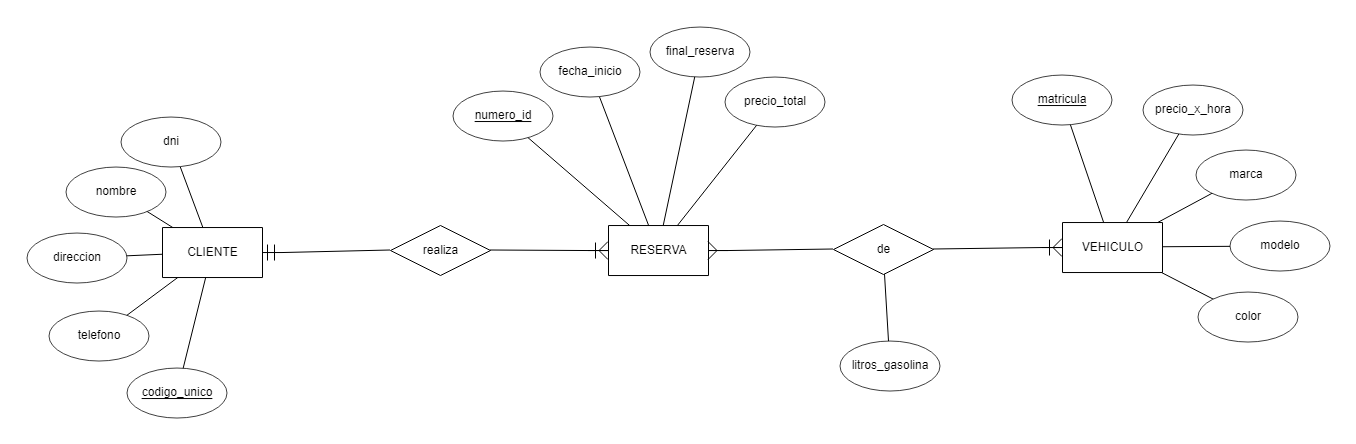 final_reserva
fecha_inicio
matricula
precio_total
precio_x_hora
numero_id
dni
marca
nombre
CLIENTE
realiza
RESERVA
de
VEHICULO
modelo
direccion
color
telefono
litros_gasolina
codigo_unico